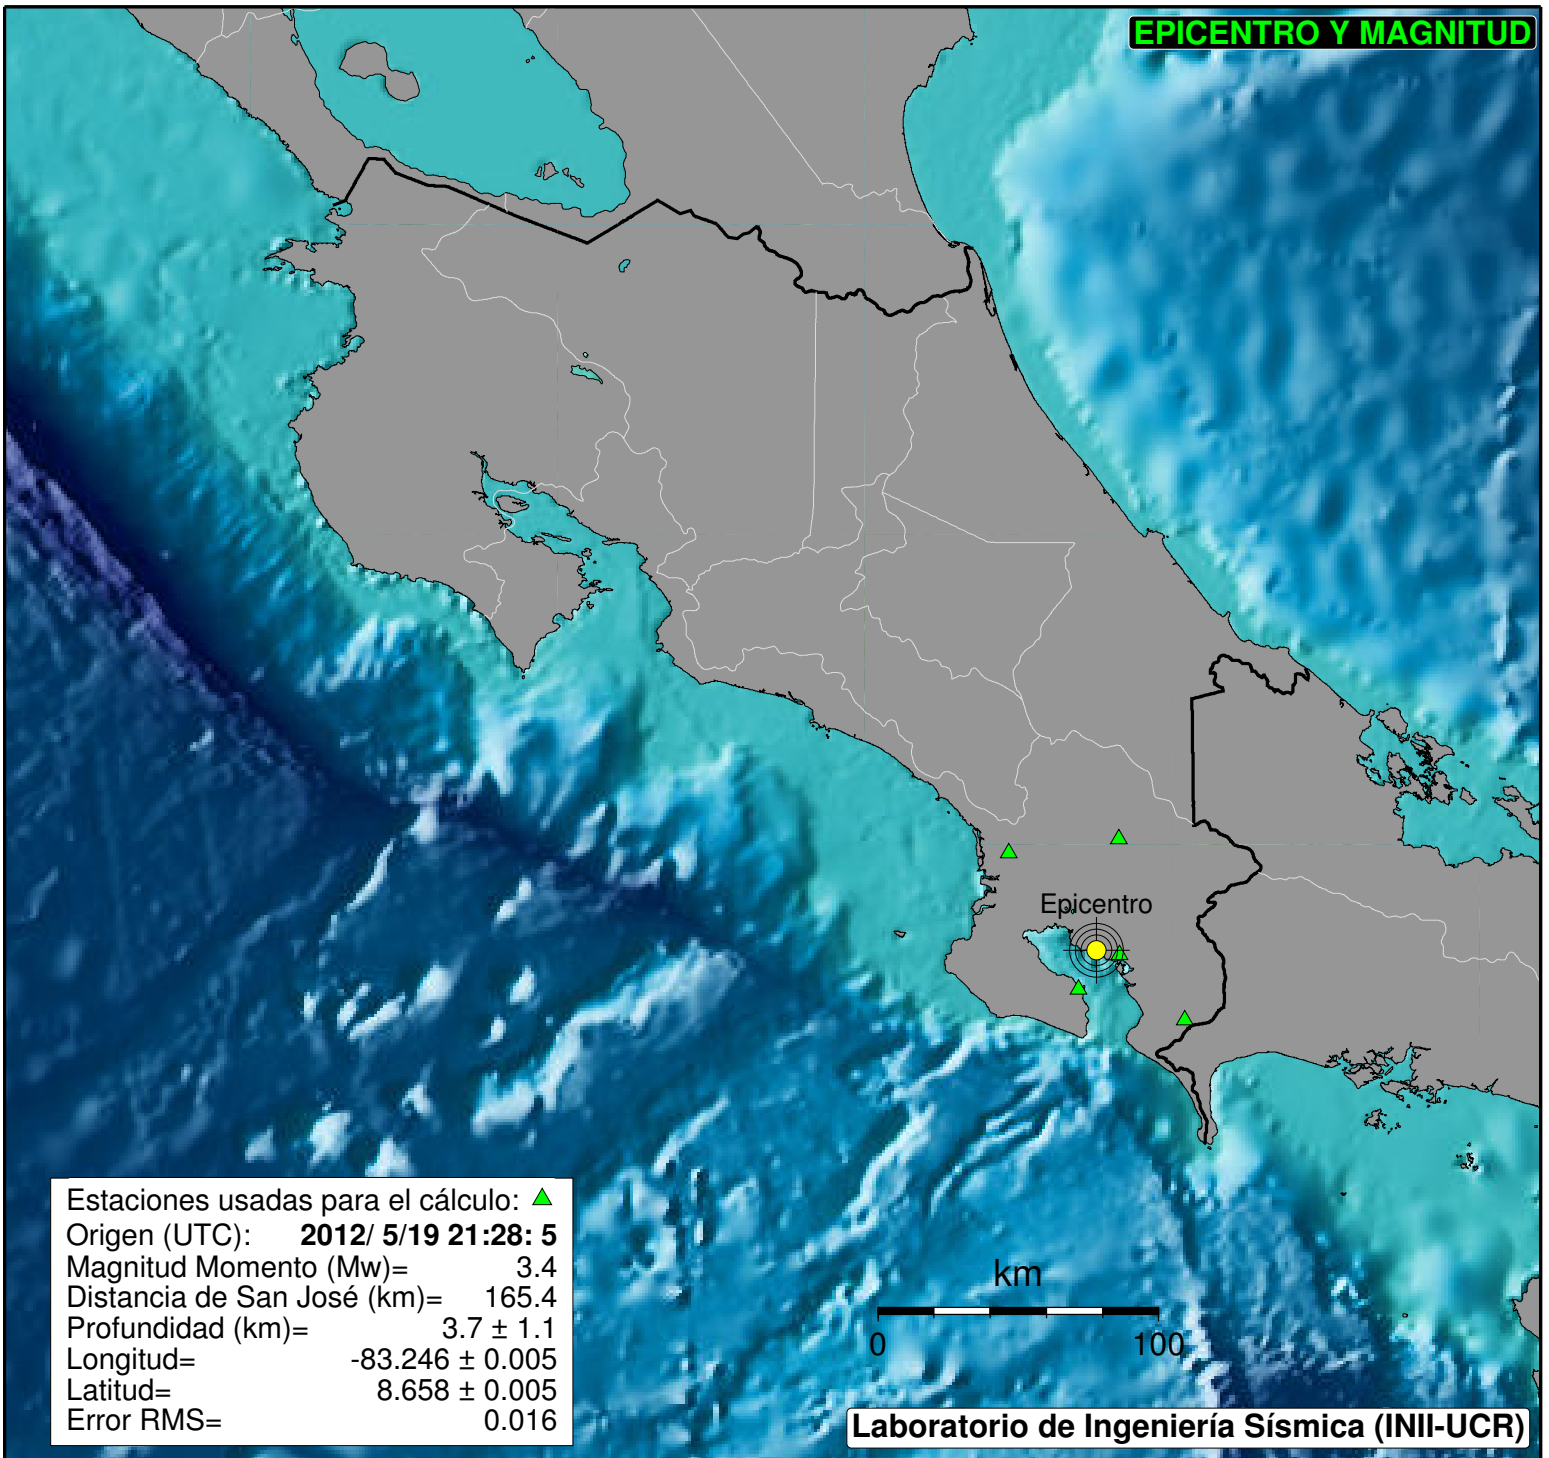 EPICENTRO Y MAGNITUD
Epicentro
Estaciones usadas para el cálculo:
Origen (UTC): 2012/ 5/19 21:28: 5
Magnitud Momento (Mw)= 3.4
Distancia de San José (km)= 165.4
Profundidad (km)= 3.7 ± 1.1
Longitud= -83.246 ± 0.005
Latitud= 8.658 ± 0.005
Error RMS= 0.016
km
0 100
Laboratorio de Ingeniería Sísmica (INII-UCR)